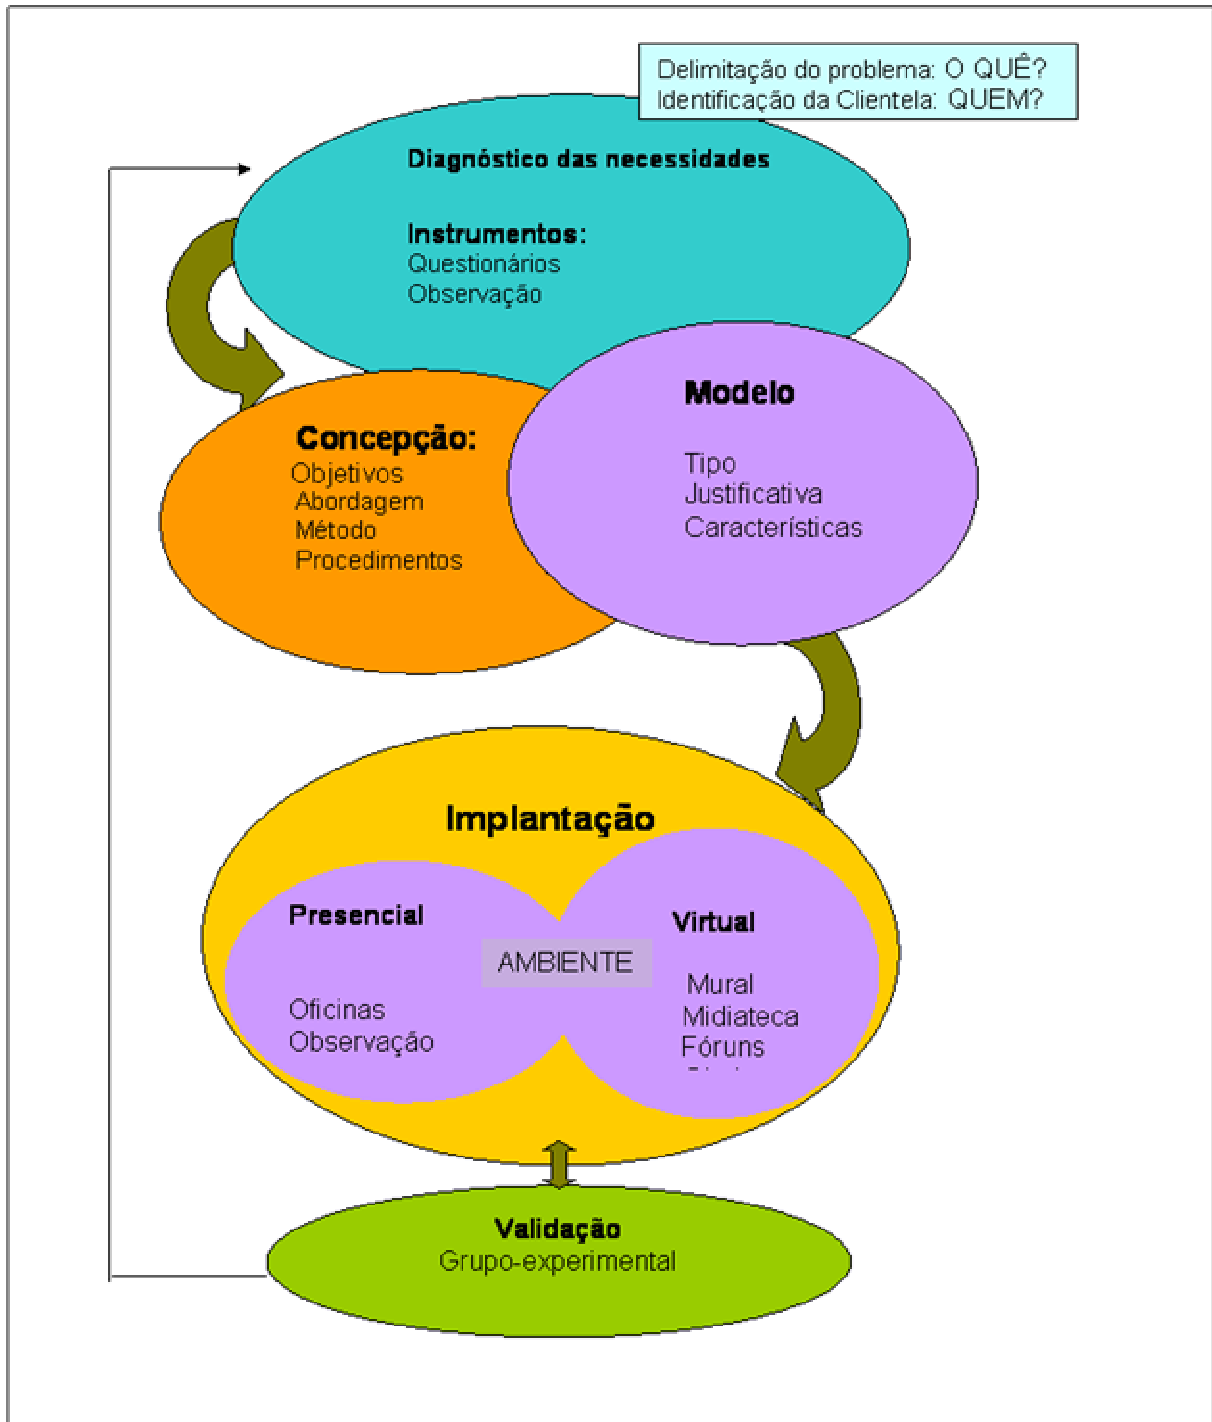 Delimitação do problema: O QUÊ?
Identificação da Clientela: QUEM?
Diagnóstico das necessidades
Instrumentos:
Questionários
Observação
Modelo
Tipo
Justificativa
Características
Concepção:
Objetivos
Abordagem
Método
Procedimentos
Implantação
Presencial
Oficinas
Observação
AMBIENTE
Virtual
Mural
Midiateca
Fóruns
Validação
Grupo-experimental